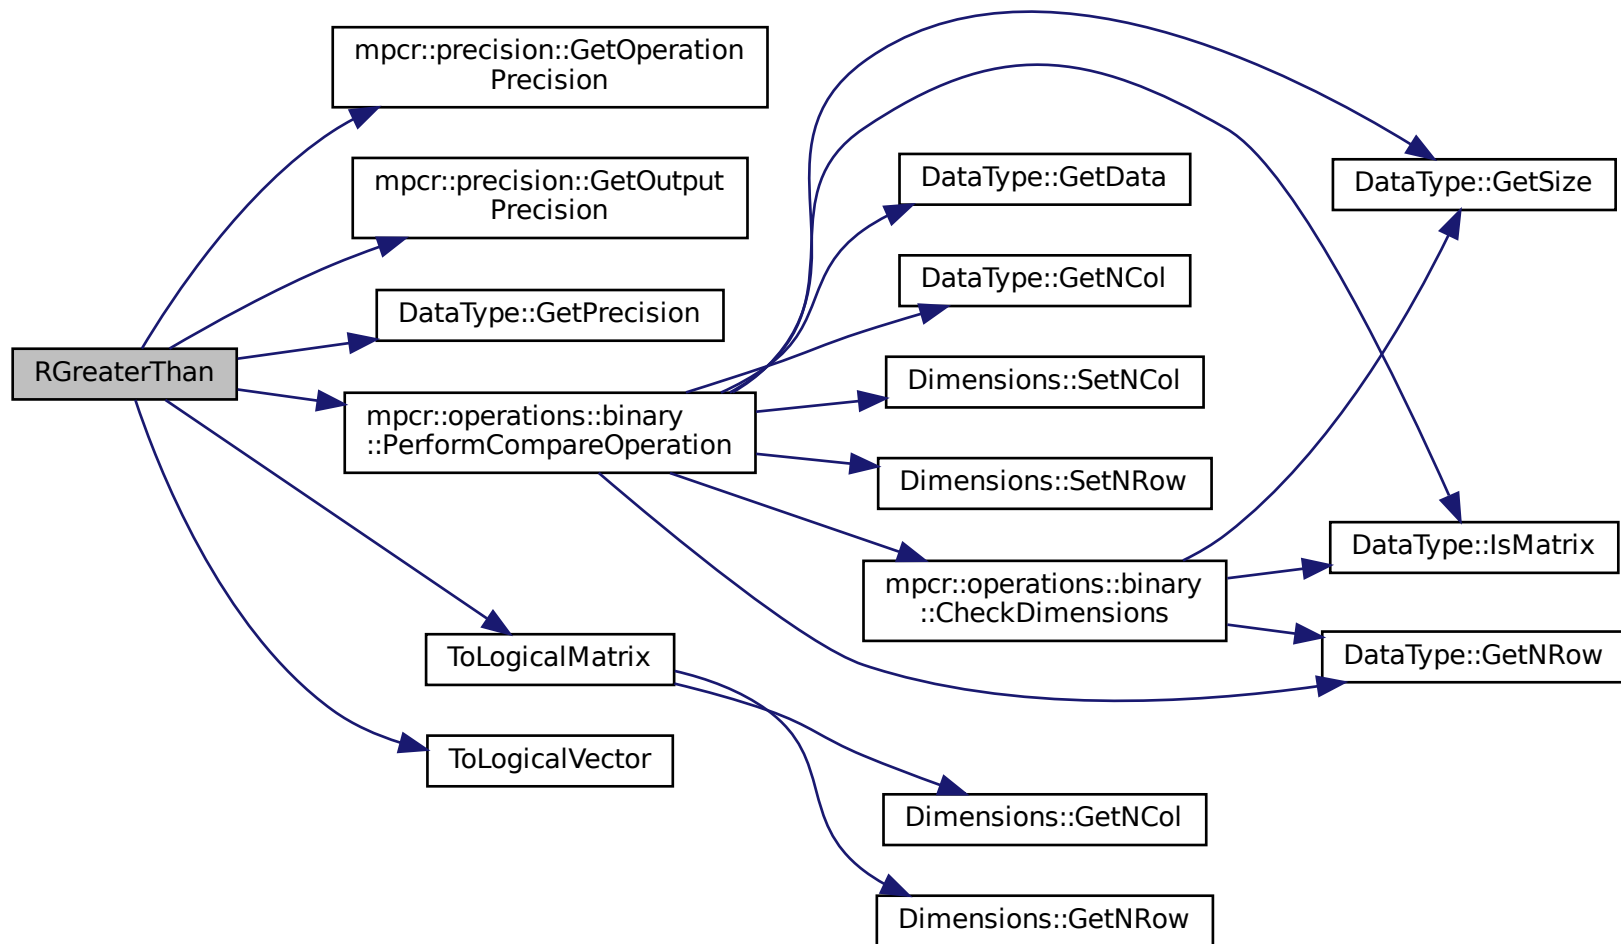 mpcr::precision::GetOperation
Precision
mpcr::precision::GetOutput
Precision
DataType::GetPrecision
RGreaterThan
mpcr::operations::binary
::PerformCompareOperation
ToLogicalMatrix
ToLogicalVector
DataType::GetData
DataType::GetNCol
Dimensions::SetNCol
Dimensions::SetNRow
mpcr::operations::binary
::CheckDimensions
Dimensions::GetNCol
Dimensions::GetNRow
DataType::GetSize
DataType::IsMatrix
DataType::GetNRow